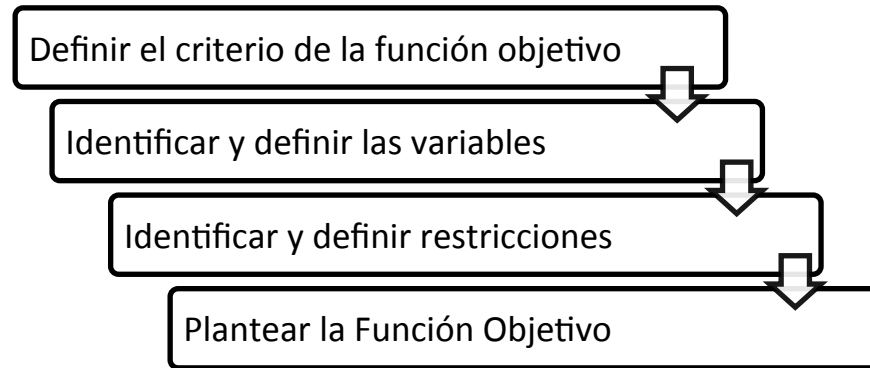 Definir el criterio de la función objetivo
Identificar y definir las variables
Identificar y definir restricciones
Plantear la Función Objetivo